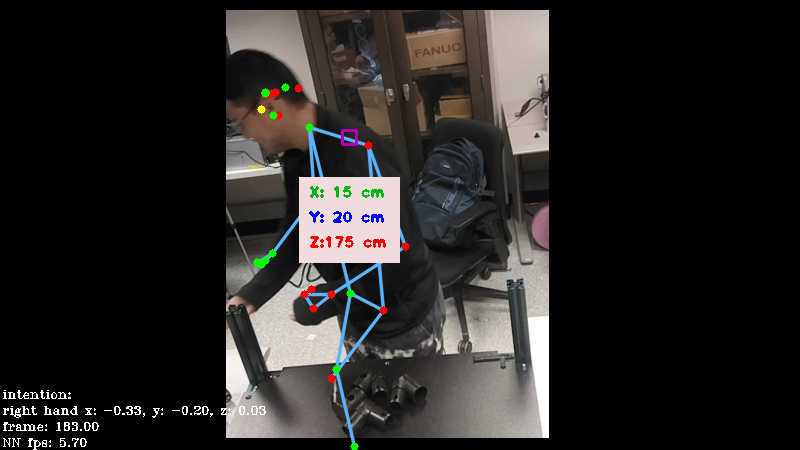 FANUC
X: 15 cm
Y: 20 cm
Z:175 cm
intention:
right hand x: -0.33, y: -0.20, z: 0.03
frame: 183.00
NN fps: 5.70